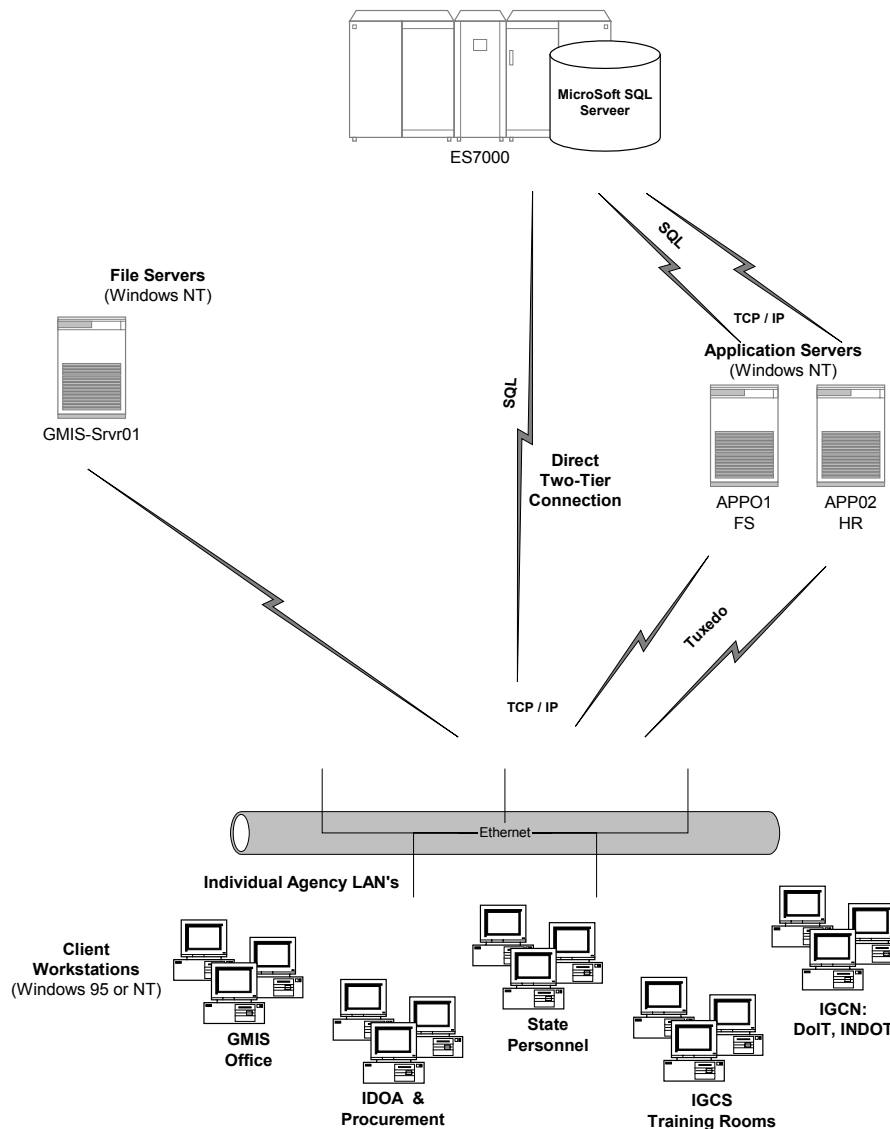 MicroSoft SQL
Serveer
ES7000
SQL
File Servers
(Windows NT)
TCP / IP
Application Servers
(Windows NT)
SQL
GMIS-Srvr01
Direct
Two-Tier
Connection
APPO1
FS
APP02
HR
Tuxedo
TCP / IP
Ethernet
Individual Agency LAN's
Client
Workstations
(Windows 95 or NT)
GMIS
Office
IDOA &
Procurement
State
Personnel
IGCS
Training Rooms
IGCN:
DoIT, INDOT